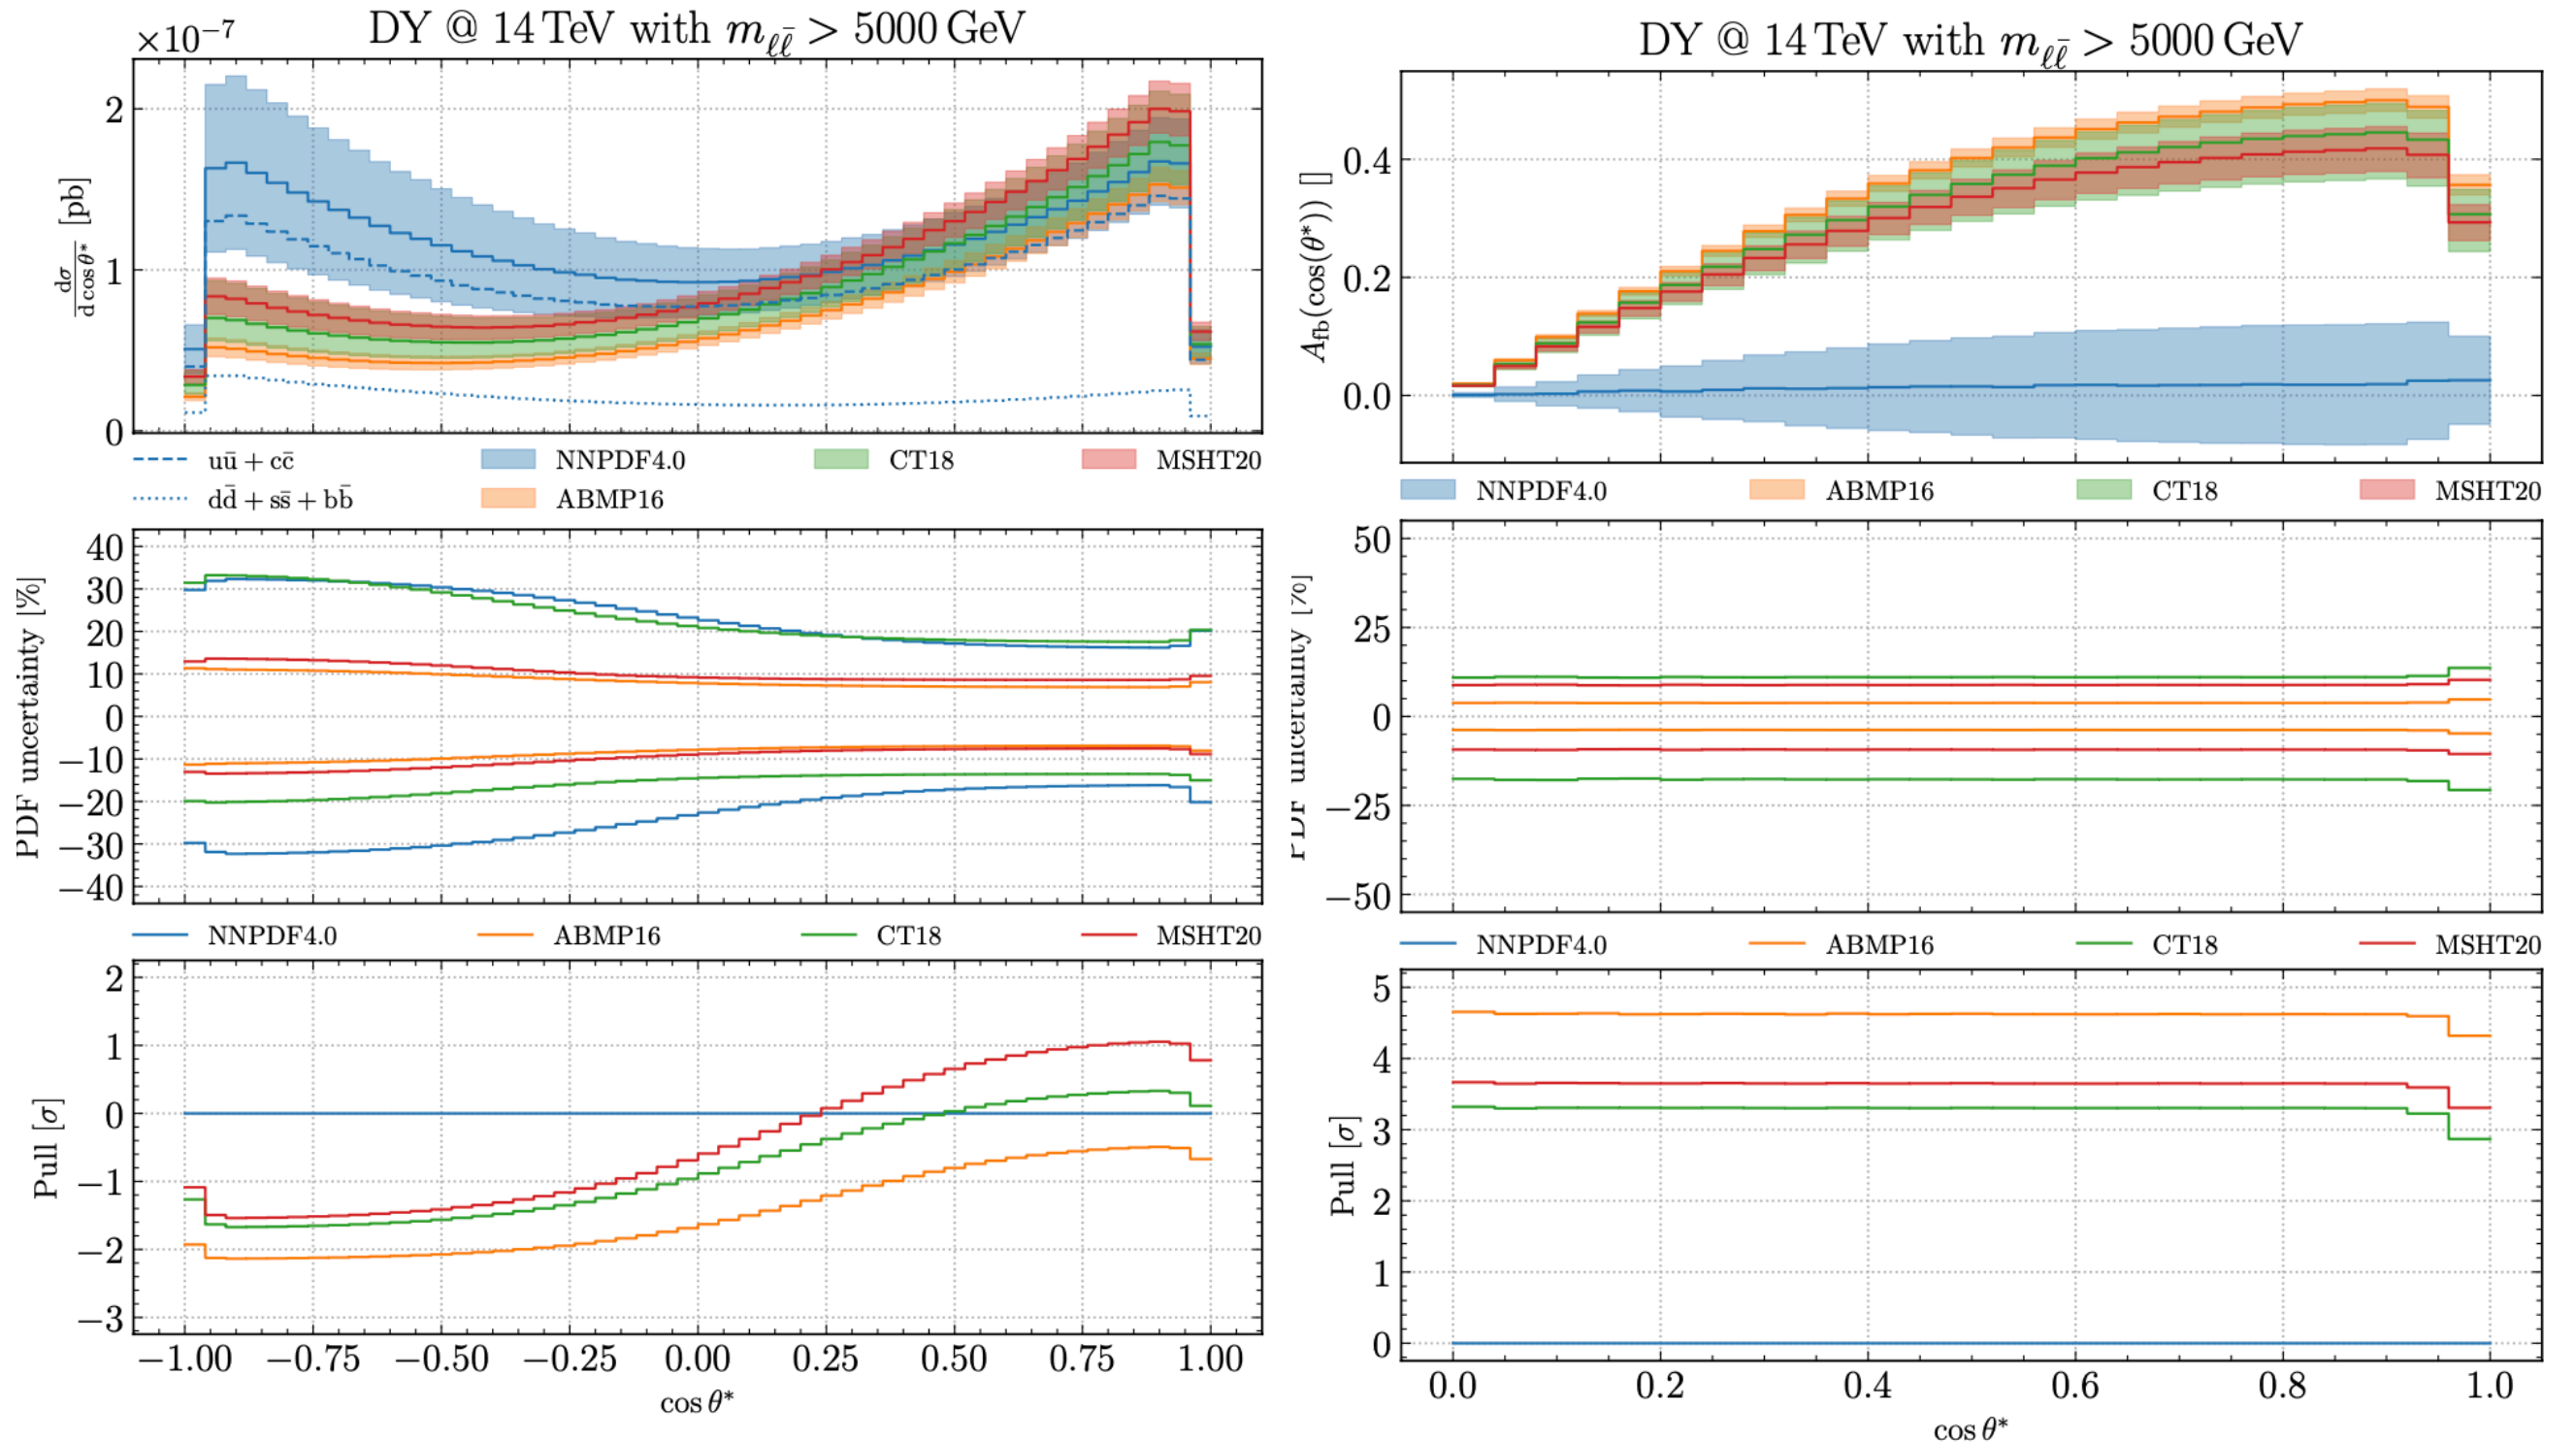 DY @ 14 TeV with m_{ℓℓ̄} > 5000 GeV
×10⁻⁷
dσ/d cos θ* [pb]
2
1
0
uū + cc̄
NNPDF4.0
CT18
MSHT20
dd̄ + ss̄ + bb̄
ABMP16
PDF uncertainty [%]
40
30
20
10
0
−10
−20
−30
−40
NNPDF4.0
ABMP16
CT18
MSHT20
Pull [σ]
2
1
0
−1
−2
−3
−1.00 −0.75 −0.50 −0.25 0.00 0.25 0.50 0.75 1.00
cos θ*
DY @ 14 TeV with m_{ℓℓ̄} > 5000 GeV
A_{fb}(cos(θ*)) []
0.4
0.2
0.0
NNPDF4.0
ABMP16
CT18
MSHT20
PDF uncertainty [%]
50
25
0
−25
−50
NNPDF4.0
ABMP16
CT18
MSHT20
Pull [σ]
5
4
3
2
1
0
0.0 0.2 0.4 0.6 0.8 1.0
cos θ*